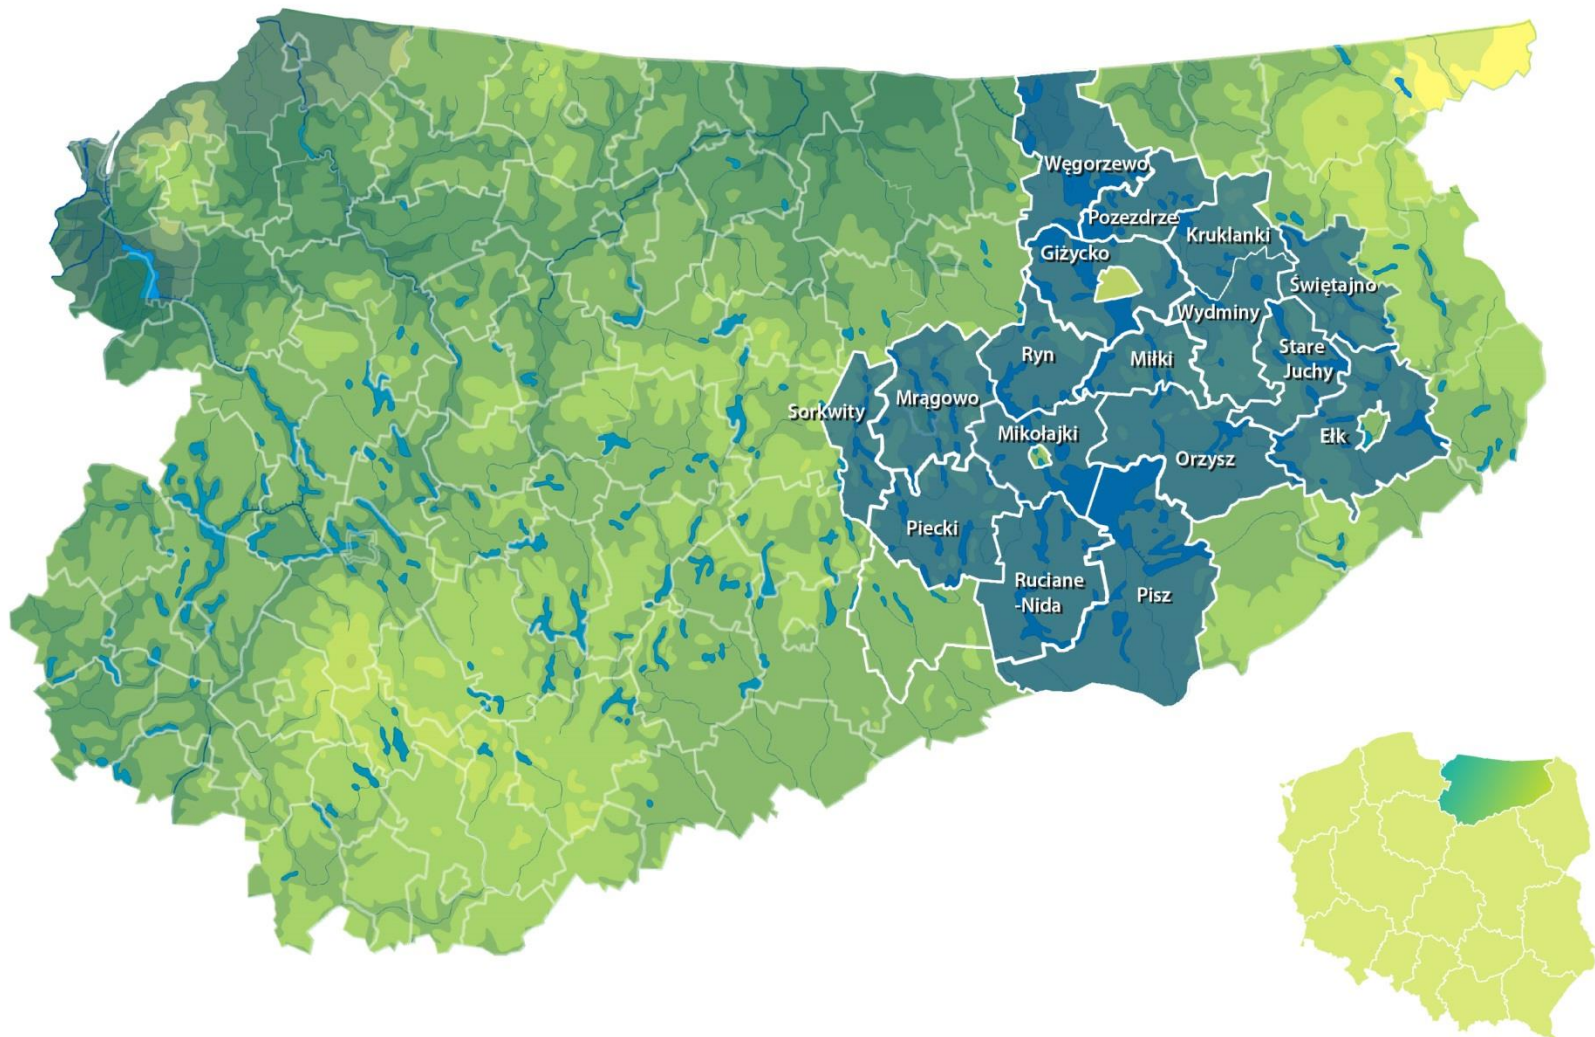 Węgorzewo
Pozezdrze
Kruklanki
Giżycko
Świętajno
Wydminy
Ryn
Miłki
Stare
Juchy
Sorkwity
Mrągowo
Mikołajki
Ełk
Orzysz
Piecki
Ruciane
-Nida
Pisz